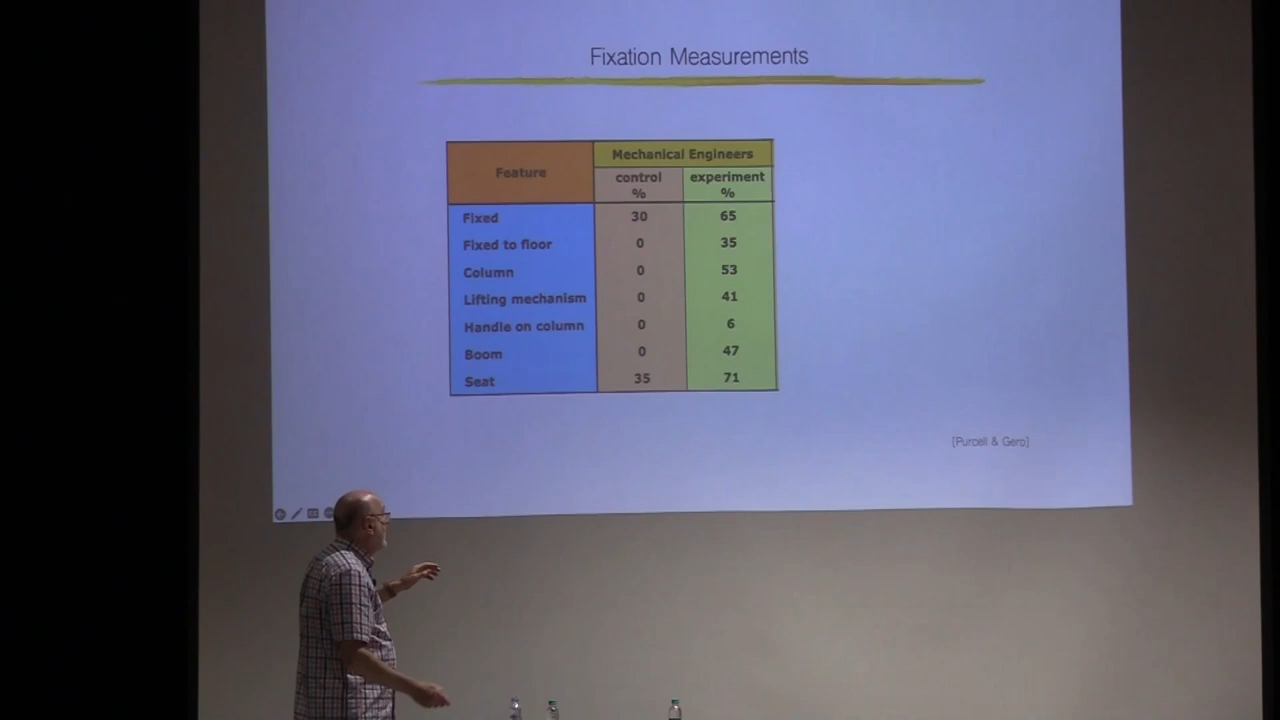 Fixation Measurements
Feature
Mechanical Engineers
control %
experiment %
Fixed 30 65
Fixed to floor 0 35
Column 0 53
Lifting mechanism 0 41
Handle on column 0 6
Boom 0 47
Seat 35 71
[Purcell & Gero]